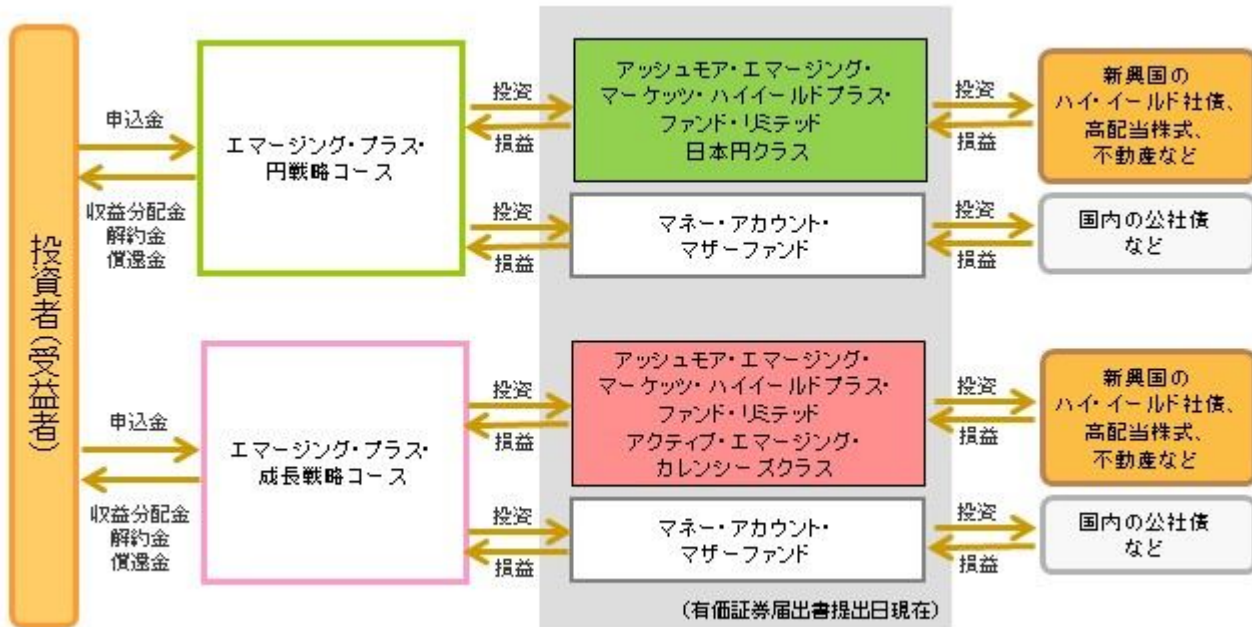 投資者(受益者)
申込金
収益分配金
解約金
償還金
エマージング・プラス・
円戦略コース
投資
損益
アッシュモア・エマージング・
マーケッツ・ハイイールドプラス・
ファンド・リミテッド
日本円クラス
投資
損益
新興国の
ハイ・イールド社債、
高配当株式、
不動産など
投資
損益
マネー・アカウント・
マザーファンド
投資
損益
国内の公社債
など
申込金
収益分配金
解約金
償還金
エマージング・プラス・
成長戦略コース
投資
損益
アッシュモア・エマージング・
マーケッツ・ハイイールドプラス・
ファンド・リミテッド
アクティブ・エマージング・
カレンシーズクラス
投資
損益
新興国の
ハイ・イールド社債、
高配当株式、
不動産など
投資
損益
マネー・アカウント・
マザーファンド
投資
損益
国内の公社債
など
(有価証券届出書提出日現在)